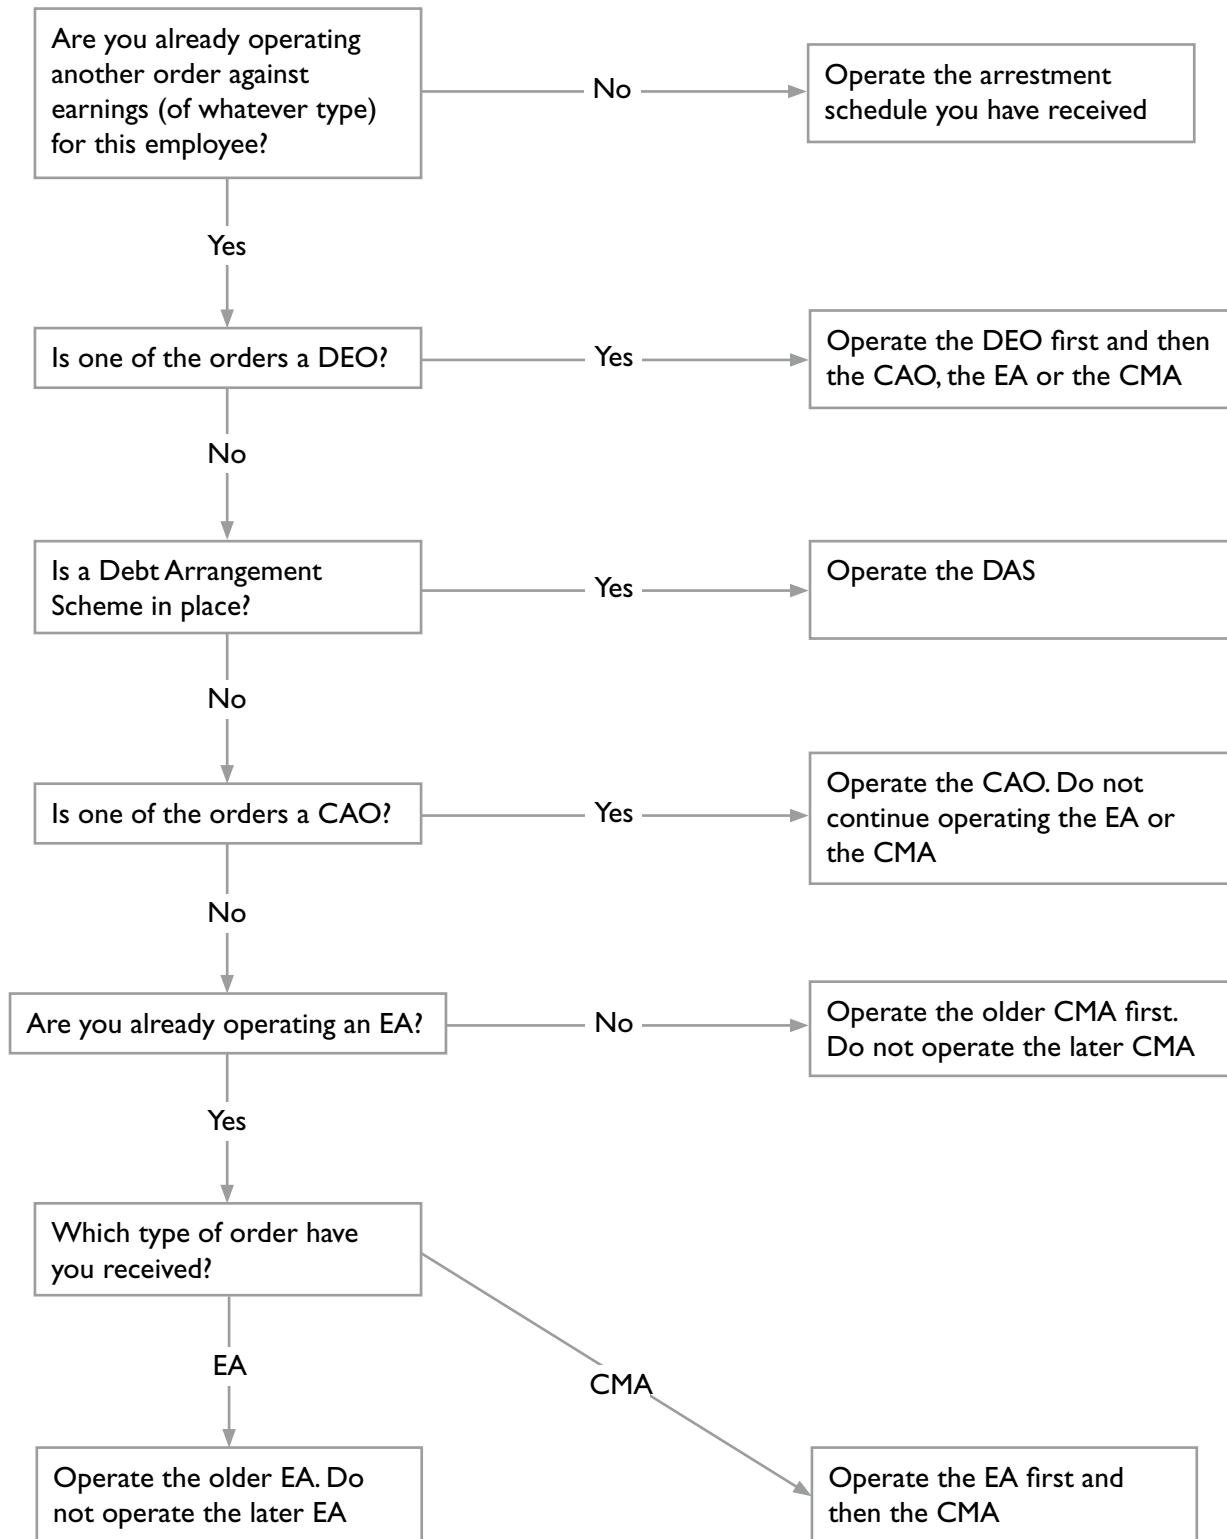 Are you already operating
another order against
earnings (of whatever type)
for this employee?
No
Operate the arrestment
schedule you have received
Yes
Is one of the orders a DEO?
Yes
Operate the DEO first and then
the CAO, the EA or the CMA
No
Is a Debt Arrangement
Scheme in place?
Yes
Operate the DAS
No
Is one of the orders a CAO?
Yes
Operate the CAO. Do not
continue operating the EA or
the CMA
No
Are you already operating an EA?
No
Operate the older CMA first.
Do not operate the later CMA
Yes
Which type of order have
you received?
EA
CMA
Operate the older EA. Do
not operate the later EA
Operate the EA first and
then the CMA